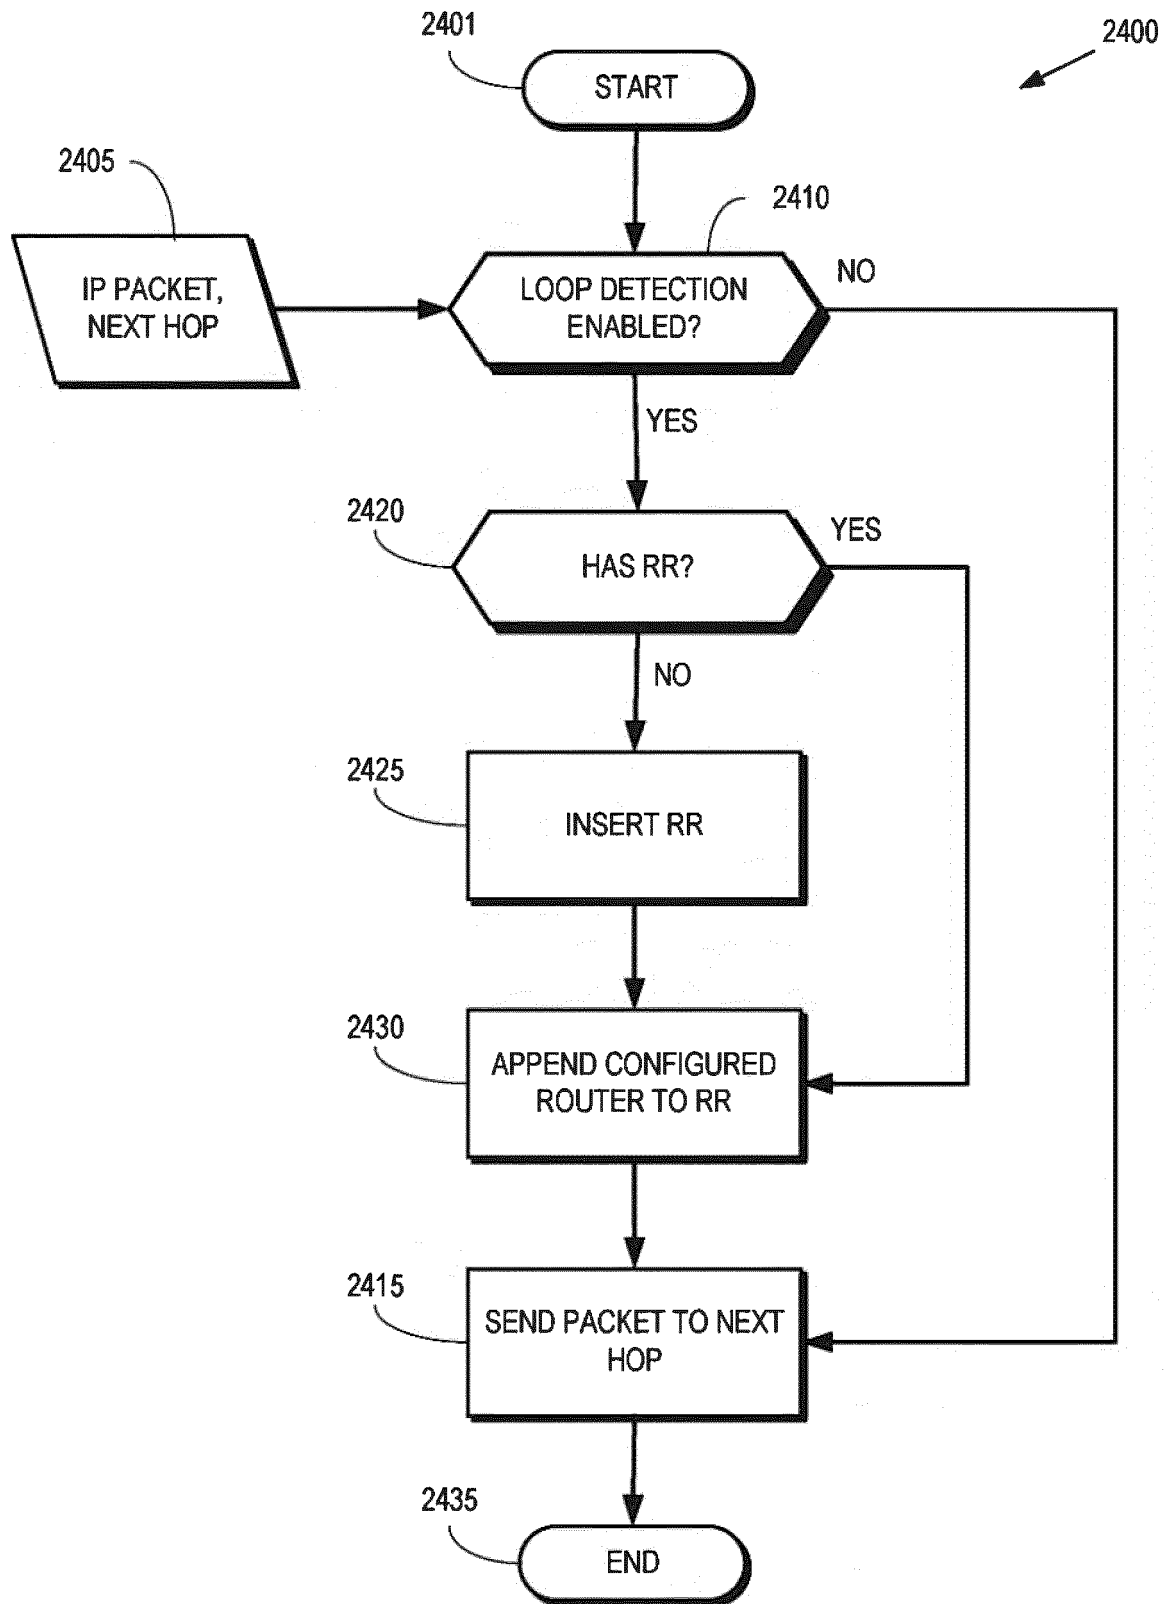 2401
2400
START
2405
2410
IP PACKET,
NEXT HOP
LOOP DETECTION
ENABLED?
NO
YES
2420
HAS RR?
YES
NO
2425
INSERT RR
2430
APPEND CONFIGURED
ROUTER TO RR
2415
SEND PACKET TO NEXT
HOP
2435
END